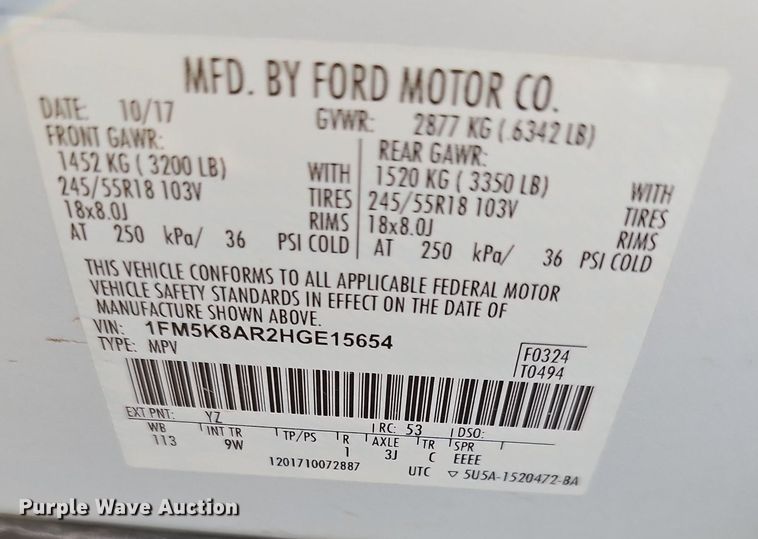 MFD. BY FORD MOTOR CO.
DATE: 10/17 GVWR: 2877 KG (.6342 LB)
FRONT GAWR: REAR GAWR:
1452 KG ( 3200 LB) WITH 1520 KG ( 3350 LB) WITH
245/55R18 103V TIRES 245/55R18 103V TIRES
18x8.0J RIMS 18x8.0J RIMS
AT 250 kPa/ 36 PSI COLD AT 250 kPa/ 36 PSI COLD
THIS VEHICLE CONFORMS TO ALL APPLICABLE FEDERAL MOTOR
VEHICLE SAFETY STANDARDS IN EFFECT ON THE DATE OF
MANUFACTURE SHOWN ABOVE.
VIN: 1FM5K8AR2HGE15654
TYPE: MPV
F0324
T0494
EXT PNT: YZ RC: 53 DSO:
WB INT TR TP/PS R AXLE TR SPR
113 9W 1 3J C EEEE
1201710072887 UTC ▽ 5U5A-1520472-BA
Purple Wave Auction